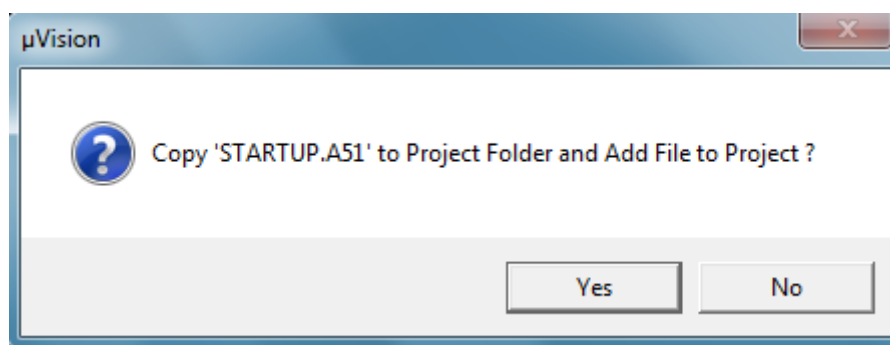 µVision
Copy 'STARTUP.A51' to Project Folder and Add File to Project ?
Yes
No